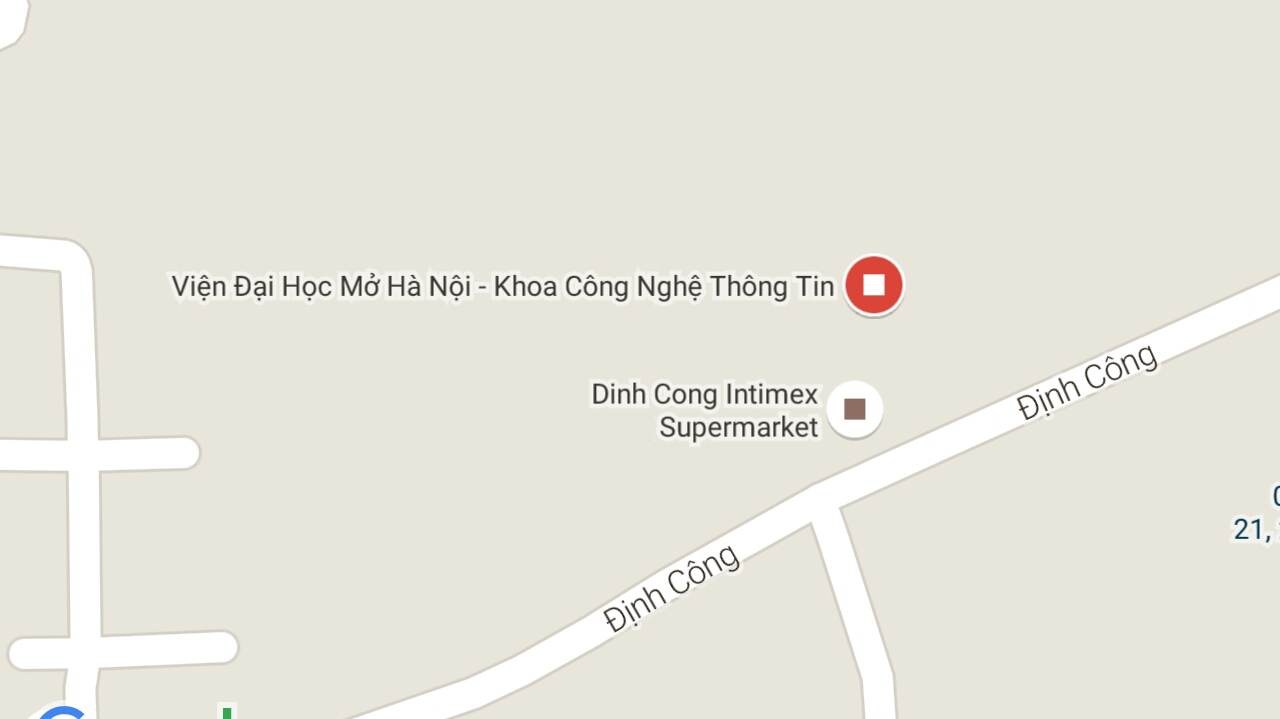 Viện Đại Học Mở Hà Nội - Khoa Công Nghệ Thông Tin
Định Công
Dinh Cong Intimex
Supermarket
21,
Định Công